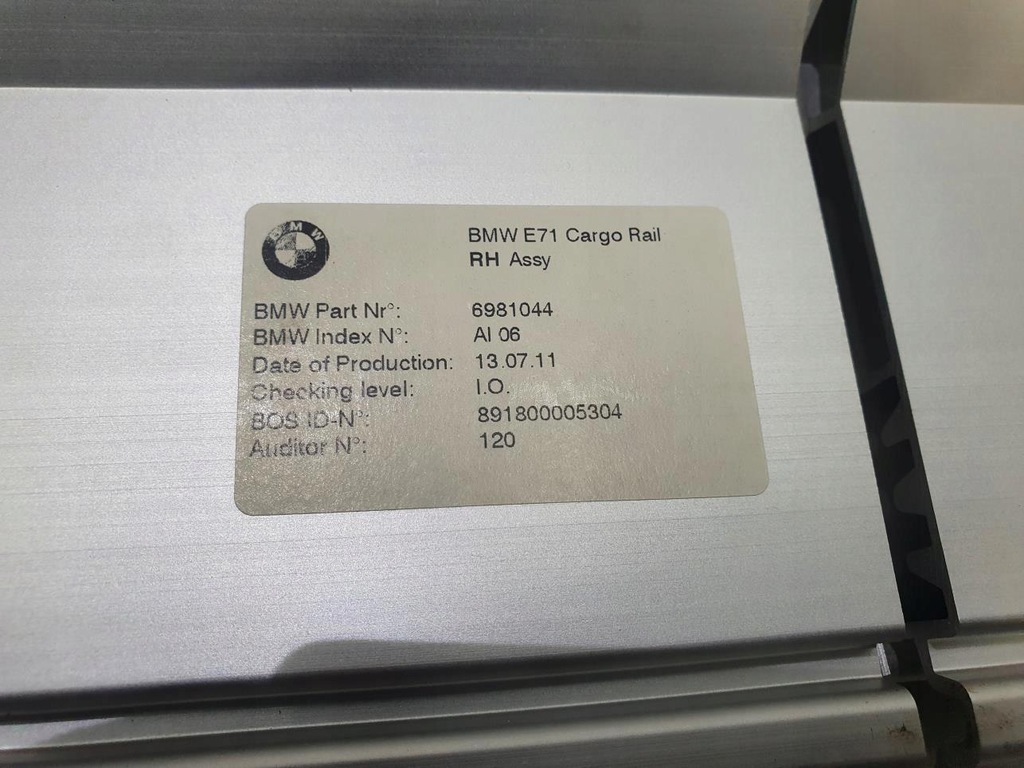 BMW
BMW E71 Cargo Rail
RH Assy
BMW Part Nr°: 6981044
BMW Index N°: AI 06
Date of Production: 13.07.11
Checking level: I.O.
BOS ID-N°: 891800005304
Auditor N°: 120